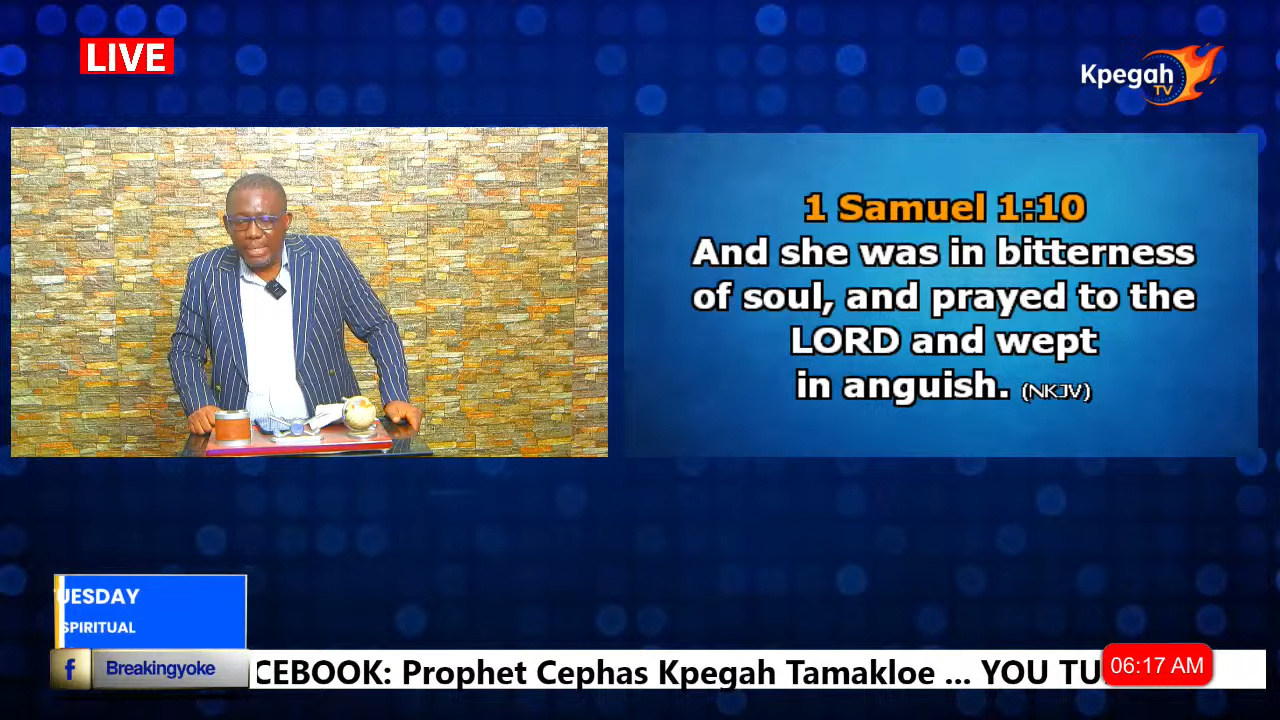 LIVE
Kpegah
TV
1 Samuel 1:10
And she was in bitterness
of soul, and prayed to the
LORD and wept
in anguish. (NKJV)
UESDAY
SPIRITUAL
f Breakingyoke
CEBOOK: Prophet Cephas Kpegah Tamakloe ... YOU TU
06:17 AM